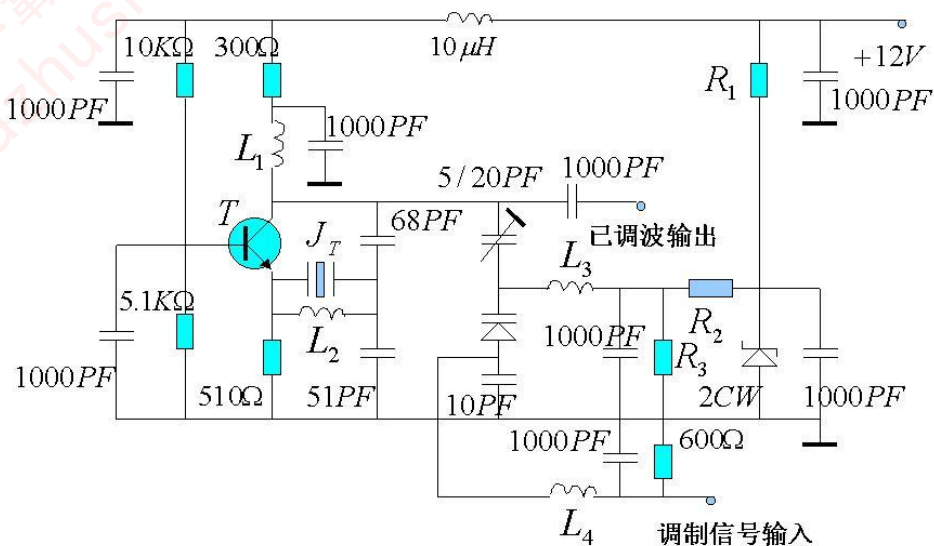 10KΩ
300Ω
10μH
+12V
1000PF
R₁
1000PF
1000PF
L₁
5/20PF
1000PF
T
68PF
已调波输出
J_T
L₃
5.1KΩ
L₂
1000PF
R₂
R₃
1000PF
510Ω
51PF
10PF
2CW
1000PF
1000PF
600Ω
L₄
调制信号输入